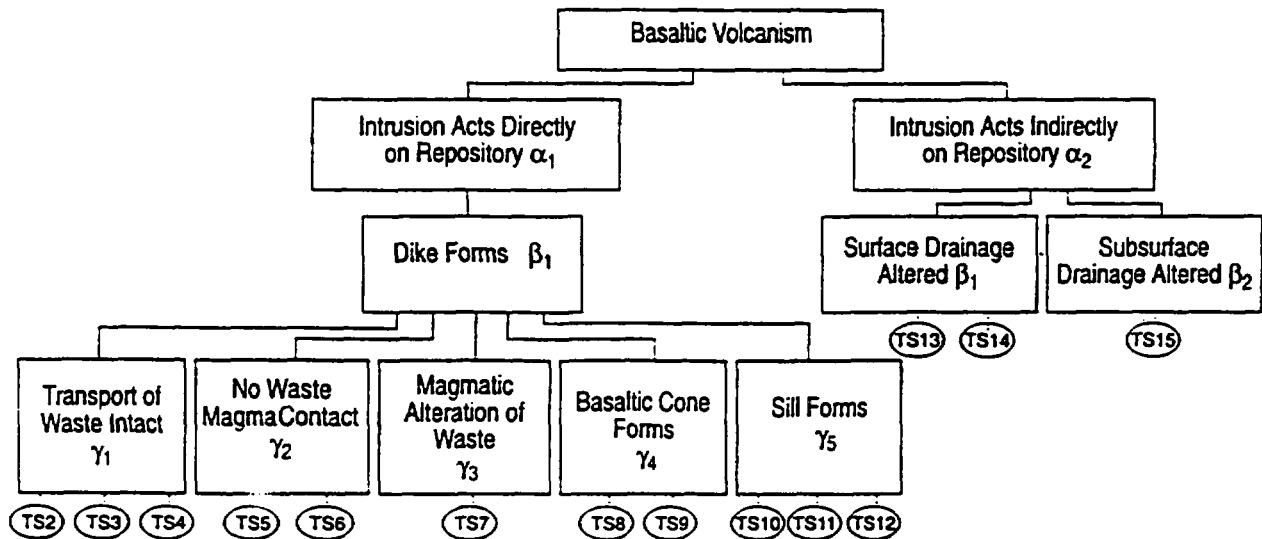 Basaltic Volcanism
Intrusion Acts Directly
on Repository α₁
Intrusion Acts Indirectly
on Repository α₂
Dike Forms β₁
Surface Drainage
Altered β₁
Subsurface
Drainage Altered β₂
TS13
TS14
TS15
Transport of
Waste Intact
γ₁
No Waste
MagmaContact
γ₂
Magmatic
Alteration of
Waste
γ₃
Basaltic Cone
Forms
γ₄
Sill Forms
γ₅
TS2
TS3
TS4
TS5
TS6
TS7
TS8
TS9
TS10
TS11
TS12